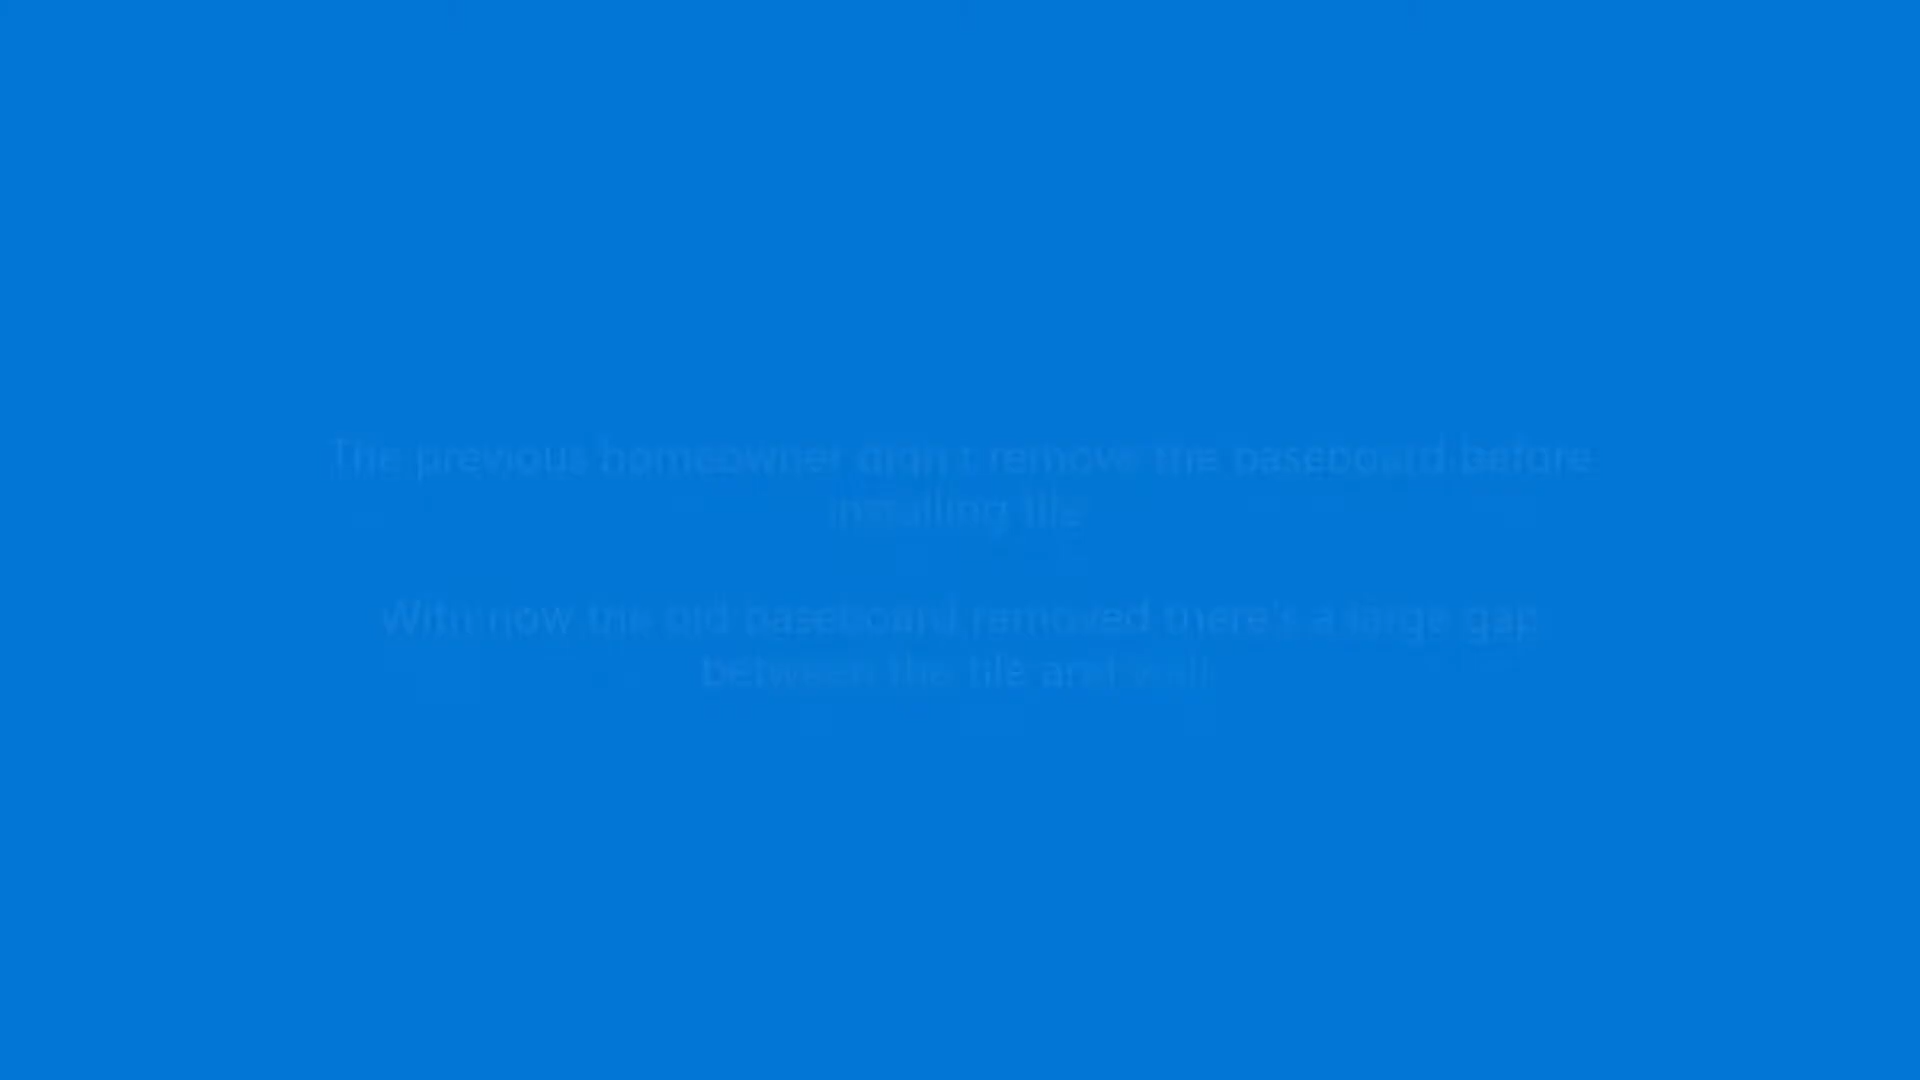 The previous homeowner didn't remove the baseboard before
installing tile
With now the old baseboard removed there's a large gap
between the tile and wall